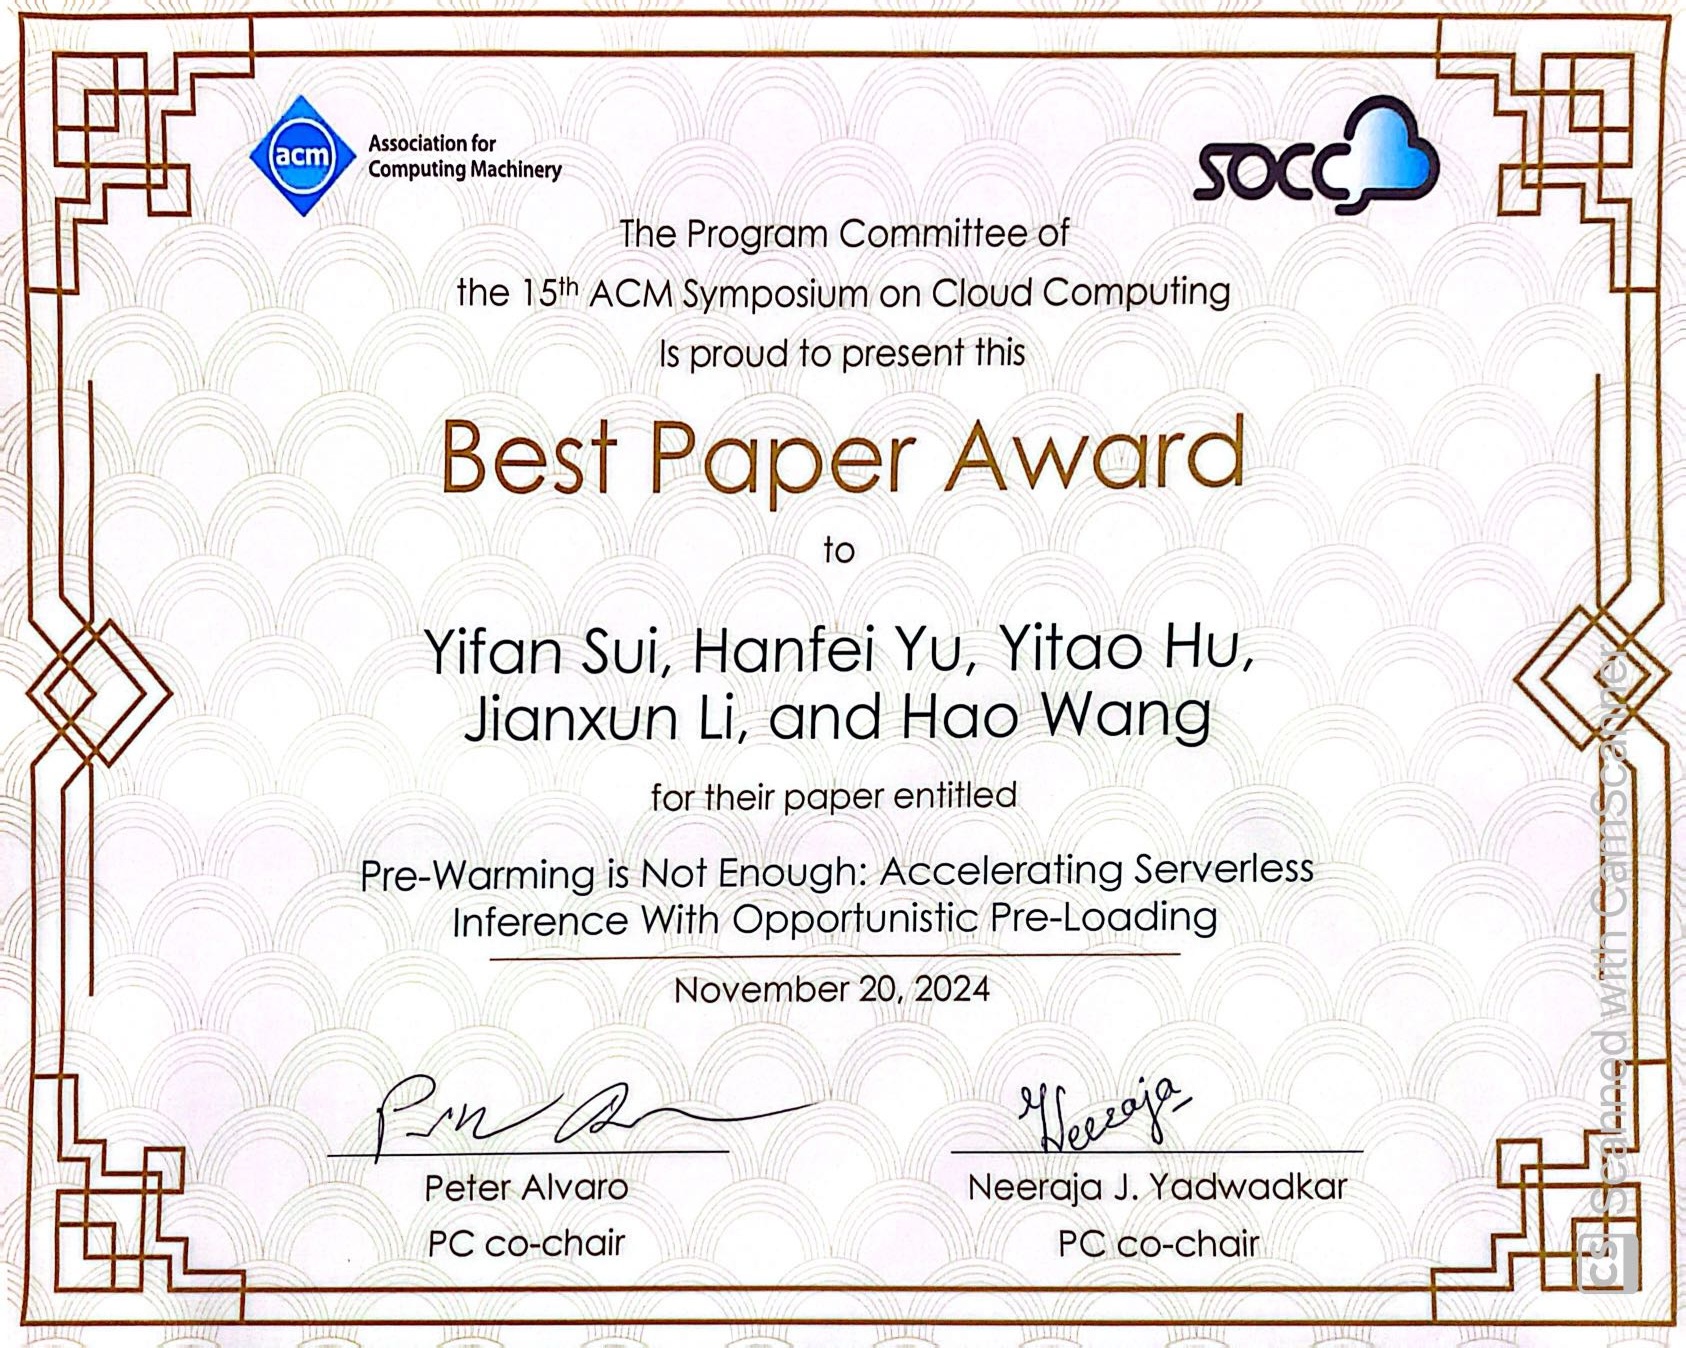 acm
Association for
Computing Machinery
SOCC
The Program Committee of
the 15th ACM Symposium on Cloud Computing
Is proud to present this
Best Paper Award
to
Yifan Sui, Hanfei Yu, Yitao Hu,
Jianxun Li, and Hao Wang
for their paper entitled
Pre-Warming is Not Enough: Accelerating Serverless
Inference With Opportunistic Pre-Loading
November 20, 2024
Neeraja
Peter Alvaro
Neeraja J. Yadwadkar
PC co-chair
PC co-chair
CS Scanned with CamScanner